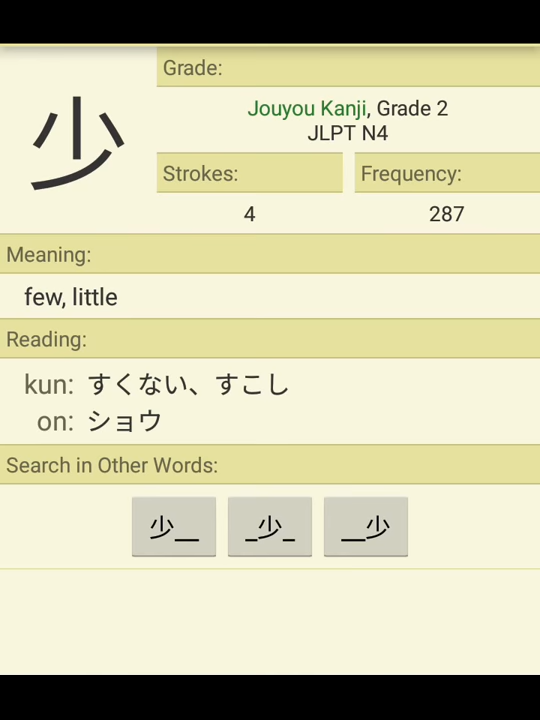 少
Grade:
Jouyou Kanji, Grade 2
JLPT N4
Strokes:
Frequency:
4
287
Meaning:
few, little
Reading:
kun: すくない、すこし
on: ショウ
Search in Other Words:
少__
_少_
__少